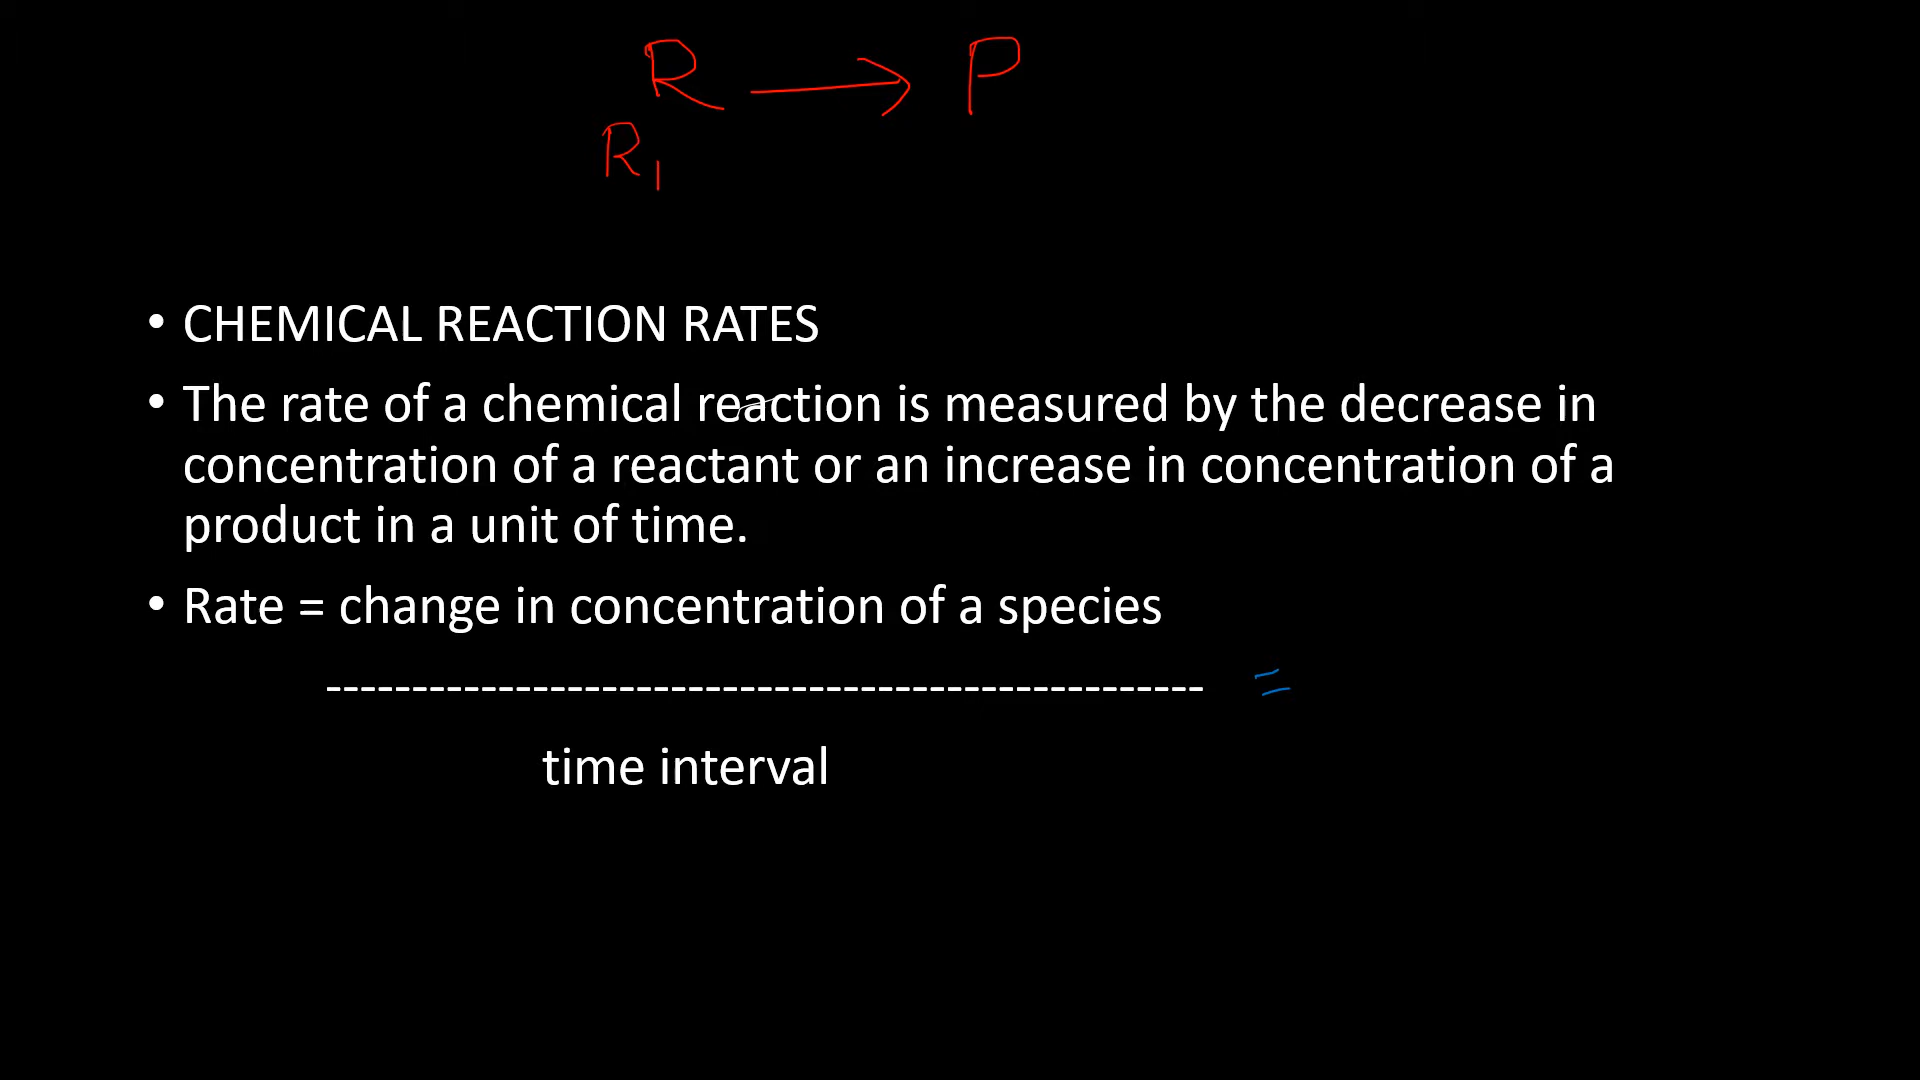 R → P
R₁
• CHEMICAL REACTION RATES
• The rate of a chemical reaction is measured by the decrease in
concentration of a reactant or an increase in concentration of a
product in a unit of time.
• Rate = change in concentration of a species
--------------------------------------------------- =
time interval